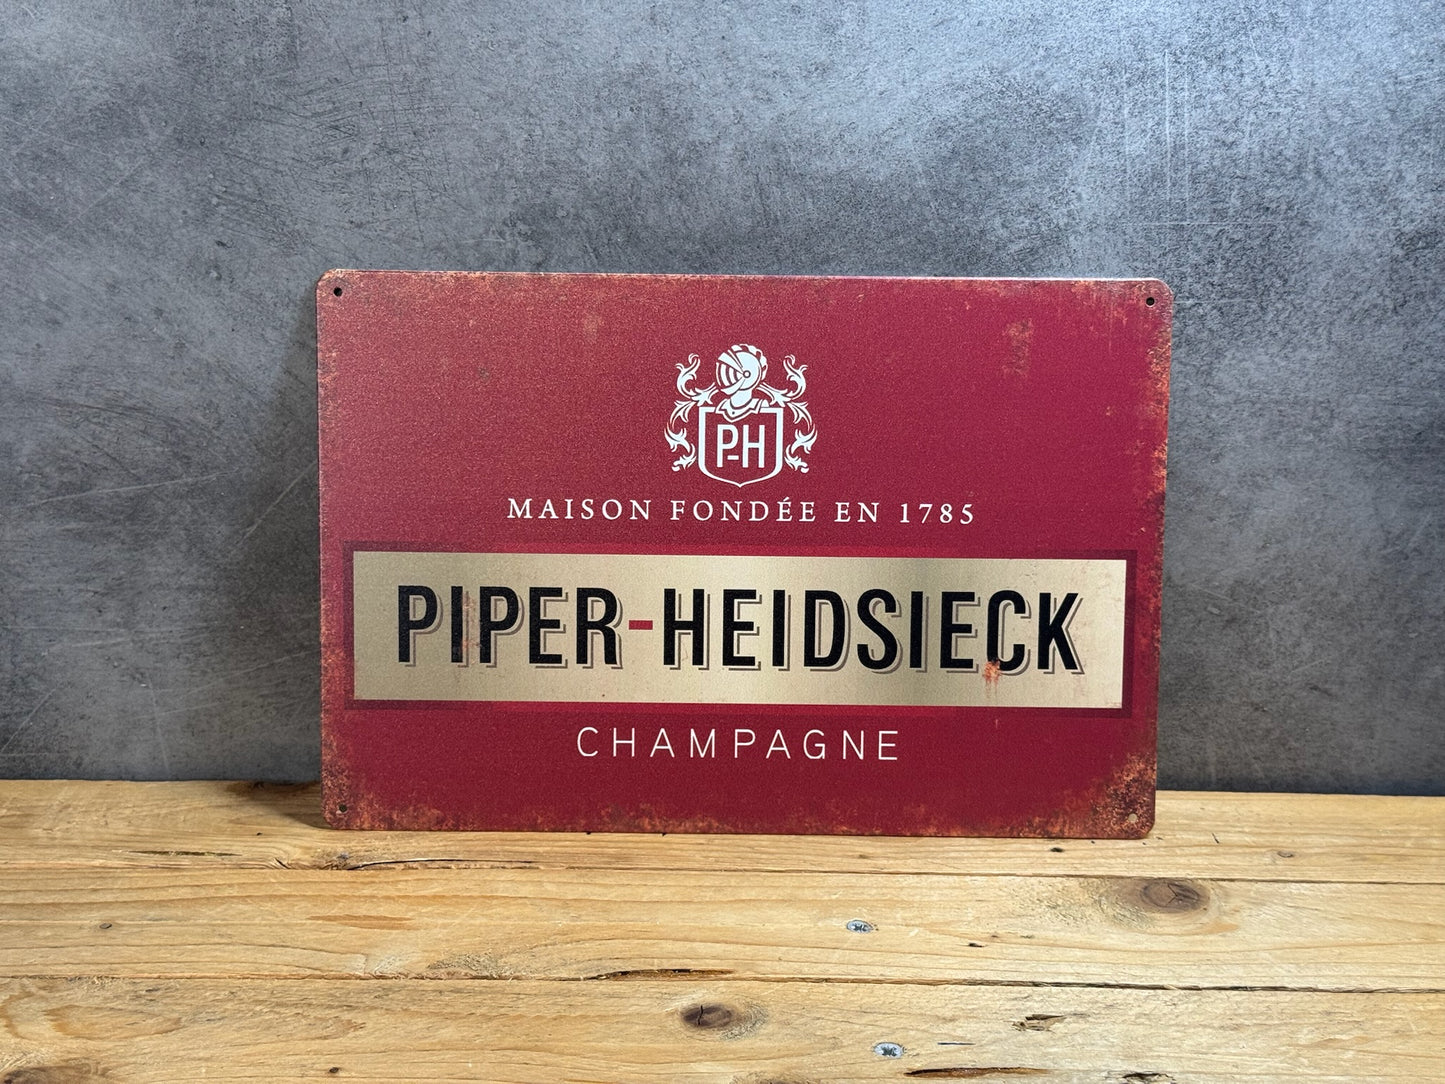 P-H
MAISON FONDÉE EN 1785
PIPER-HEIDSIECK
CHAMPAGNE